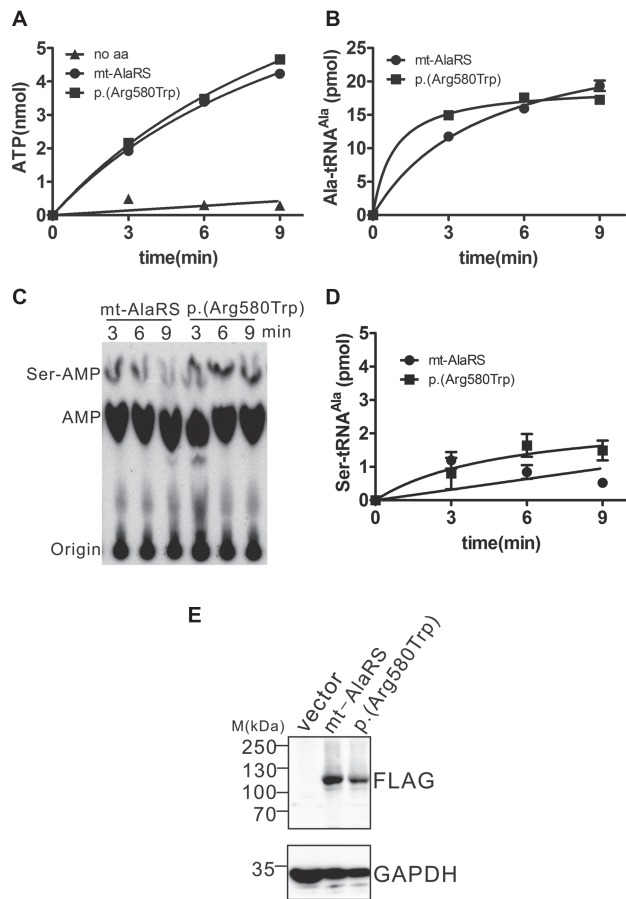 A
ATP(nmol)
5
4
3
2
1
0
0 3 6 9
time(min)
no aa
mt-AlaRS
p.(Arg580Trp)
B
Ala-tRNAAla (pmol)
25
20
15
10
5
0
0 3 6 9
time(min)
mt-AlaRS
p.(Arg580Trp)
C
mt-AlaRS p.(Arg580Trp)
3 6 9 3 6 9 min
Ser-AMP
AMP
Origin
D
Ser-tRNAAla (pmol)
5
4
3
2
1
0
0 3 6 9
time(min)
mt-AlaRS
p.(Arg580Trp)
E
vector
mt-AlaRS
p.(Arg580Trp)
M(kDa)
250
130
100
70
FLAG
35
GAPDH